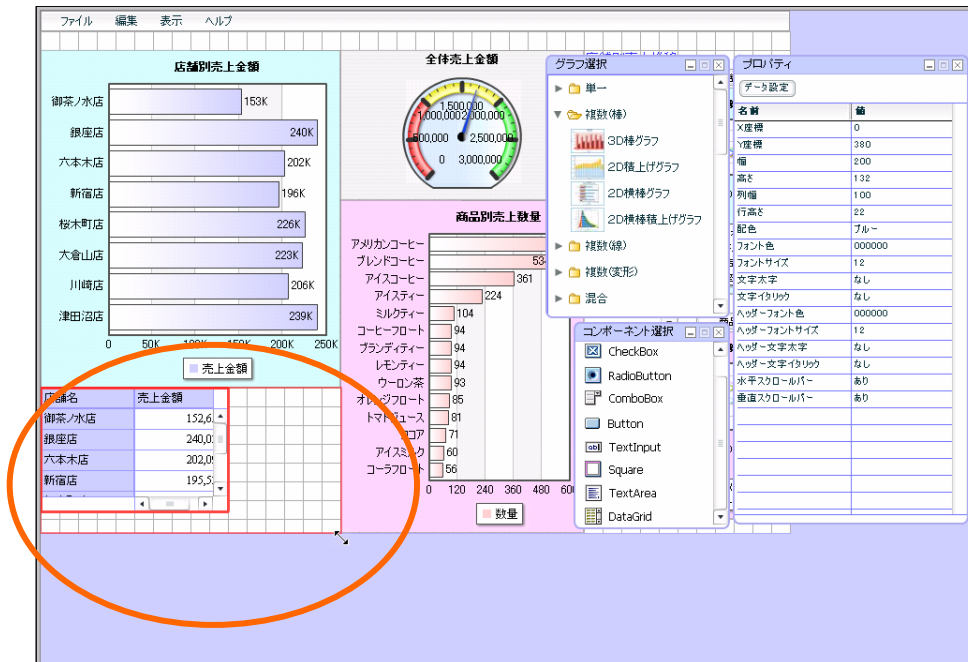 ファイル 編集 表示 ヘルプ
店舗別売上金額
御茶ノ水店 153K
銀座店 240K
六本木店 202K
新宿店 196K
桜木町店 226K
大倉山店 223K
川崎店 206K
津田沼店 239K
0 50K 100K 150K 200K 250K
売上金額
全体売上金額
1,500,000
1,000,000 2,000,000
500,000 2,500,000
0 3,000,000
商品別売上数量
アメリカンコーヒー
ブレンドコーヒー
アイスコーヒー 361
アイスティー 224
ミルクティー 104
コーヒーフロート 94
ブランディティー 94
レモンティー 94
ウーロン茶 93
オレンジフロート 85
トマトジュース 81
ココア 71
アイスミルク 60
コーラフロート 56
0 120 240 360 480
数量
店舗名 売上金額
御茶ノ水店 152,6
銀座店 240,0
六本木店 202,0
新宿店 195,5
グラフ選択
単一
複数(棒)
3D棒グラフ
2D積上げグラフ
2D横棒グラフ
2D横棒積上げグラフ
複数(線)
複数(変形)
混合
コンポーネント選択
CheckBox
RadioButton
ComboBox
Button
TextInput
Square
TextArea
DataGrid
プロパティ
データ設定
名前 値
X座標 0
Y座標 380
幅 200
高さ 132
列幅 100
行高さ 22
配色 ブルー
フォント色 000000
フォントサイズ 12
文字太字 なし
文字イタリック なし
ヘッダーフォント色 000000
ヘッダーフォントサイズ 12
ヘッダー文字太字 なし
ヘッダー文字イタリック なし
水平スクロールバー あり
垂直スクロールバー あり